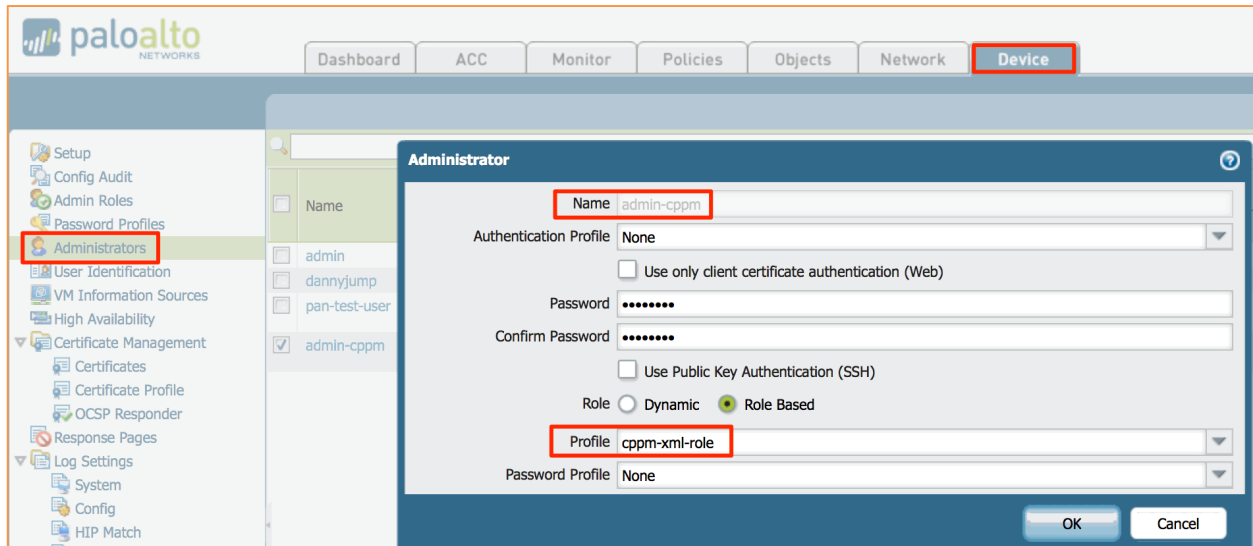 paloalto
NETWORKS
Dashboard ACC Monitor Policies Objects Network Device
Setup
Config Audit
Admin Roles
Password Profiles
Administrators
User Identification
VM Information Sources
High Availability
Certificate Management
Certificates
Certificate Profile
OCSP Responder
Response Pages
Log Settings
System
Config
HIP Match
Name
admin
dannyjump
pan-test-user
admin-cppm
Administrator
Name admin-cppm
Authentication Profile None
Use only client certificate authentication (Web)
Password ••••••••
Confirm Password ••••••••
Use Public Key Authentication (SSH)
Role Dynamic Role Based
Profile cppm-xml-role
Password Profile None
OK Cancel